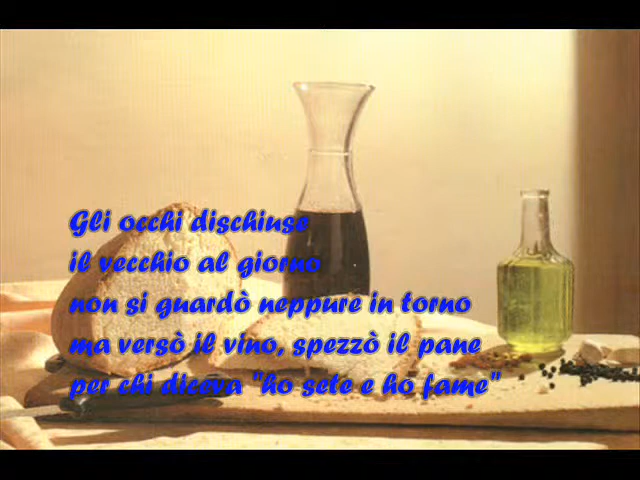 Gli occhi dischiuse
il vecchio al giorno
non si guardò neppure in torno
ma versò il vino, spezzò il pane
per chi diceva "ho sete e ho fame"